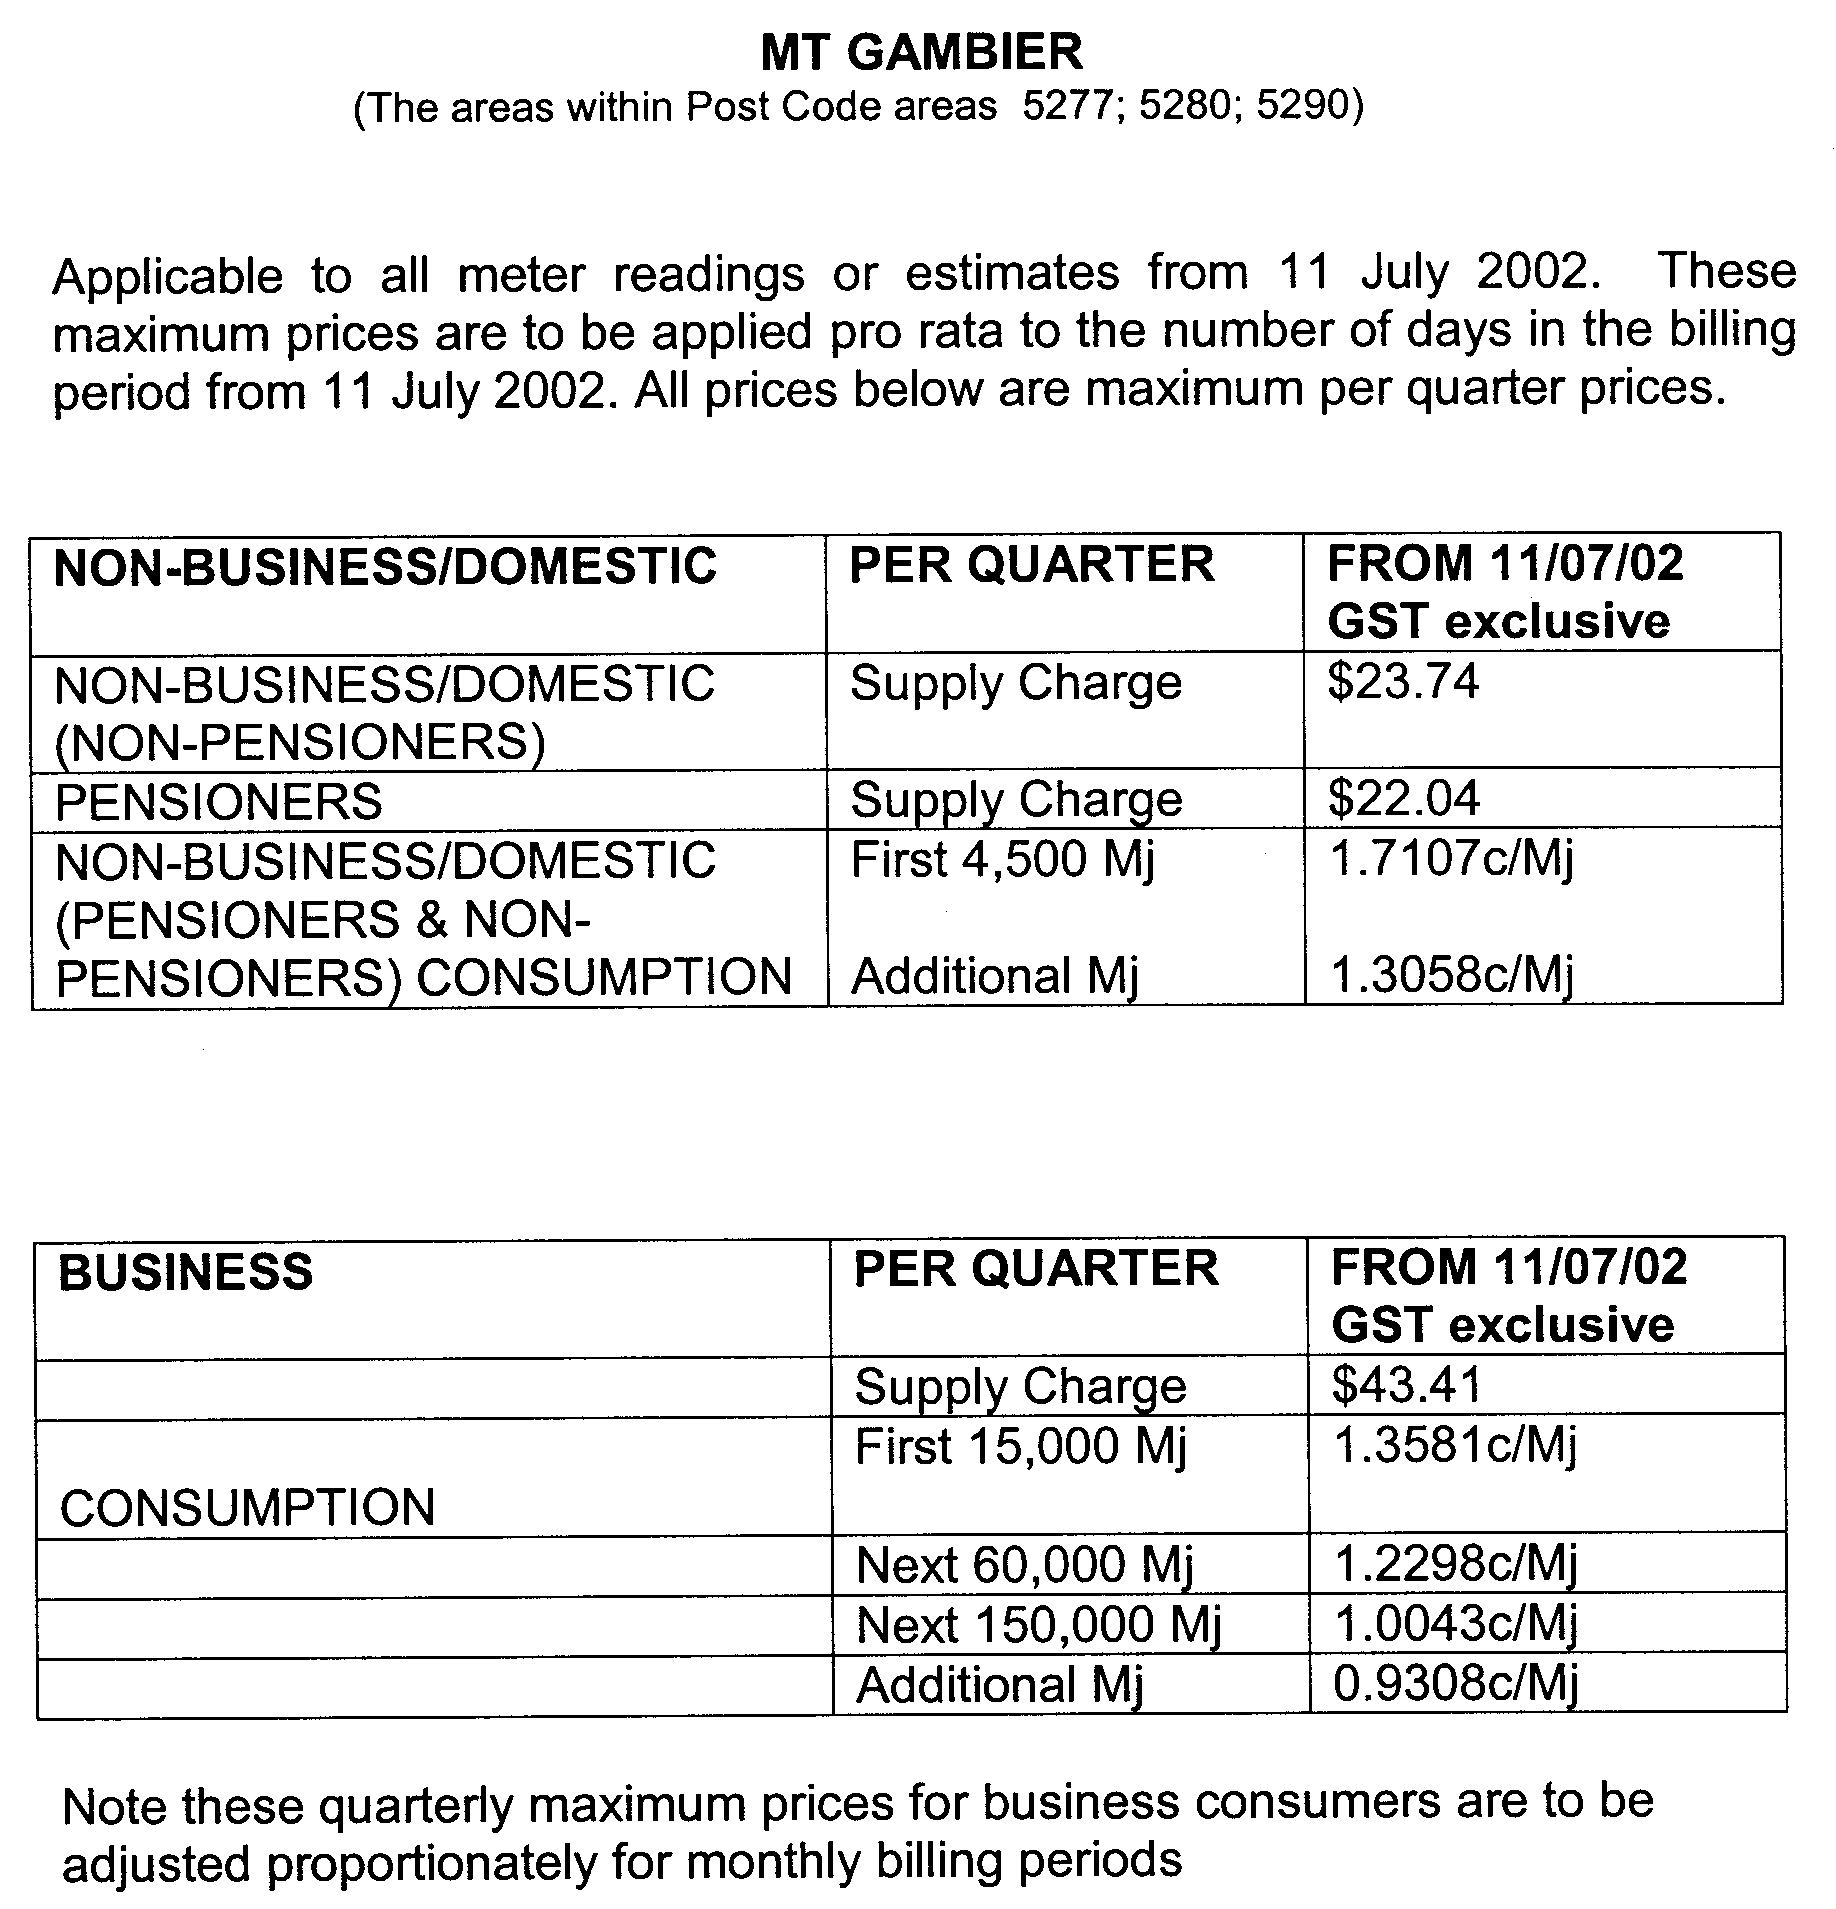 MT GAMBIER
(The areas within Post Code areas 5277; 5280; 5290)
Applicable to all meter readings or estimates from 11 July 2002. These
maximum prices are to be applied pro rata to the number of days in the billing
period from 11 July 2002. All prices below are maximum per quarter prices.
NON-BUSINESS/DOMESTIC PER QUARTER FROM 11/07/02
GST exclusive
NON-BUSINESS/DOMESTIC Supply Charge $23.74
(NON-PENSIONERS)
PENSIONERS Supply Charge $22.04
NON-BUSINESS/DOMESTIC First 4,500 Mj 1.7107c/Mj
(PENSIONERS & NON-
PENSIONERS) CONSUMPTION Additional Mj 1.3058c/Mj
BUSINESS PER QUARTER FROM 11/07/02
GST exclusive
Supply Charge $43.41
First 15,000 Mj 1.3581c/Mj
CONSUMPTION
Next 60,000 Mj 1.2298c/Mj
Next 150,000 Mj 1.0043c/Mj
Additional Mj 0.9308c/Mj
Note these quarterly maximum prices for business consumers are to be
adjusted proportionately for monthly billing periods